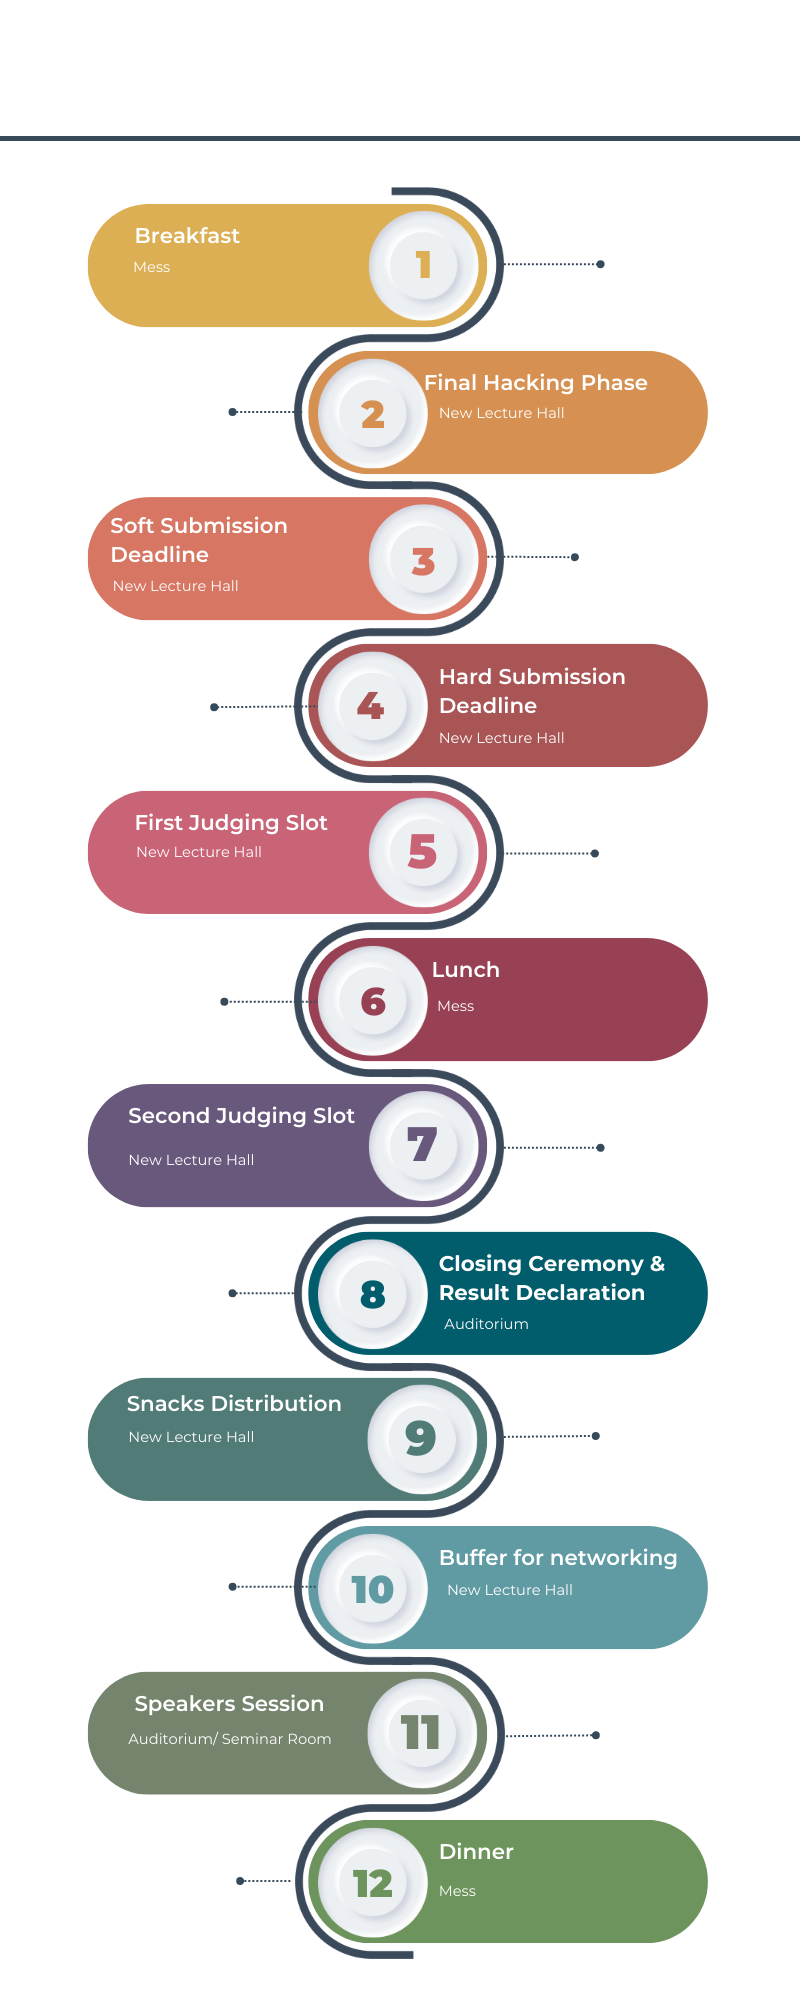 Breakfast
Mess
1
2
Final Hacking Phase
New Lecture Hall
Soft Submission
Deadline
New Lecture Hall
3
4
Hard Submission
Deadline
New Lecture Hall
First Judging Slot
New Lecture Hall
5
6
Lunch
Mess
Second Judging Slot
New Lecture Hall
7
8
Closing Ceremony &
Result Declaration
Auditorium
Snacks Distribution
New Lecture Hall
9
10
Buffer for networking
New Lecture Hall
Speakers Session
Auditorium/ Seminar Room
11
12
Dinner
Mess